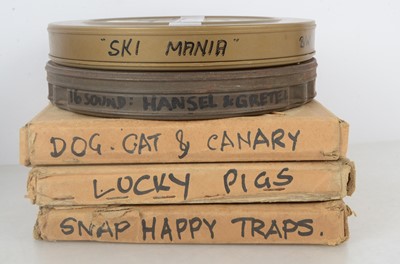 "SKI MANIA"
16 SOUND: HANSEL & GRETEL
DOG. CAT & CANARY
LUCKY PIGS
SNAP HAPPY TRAPS.